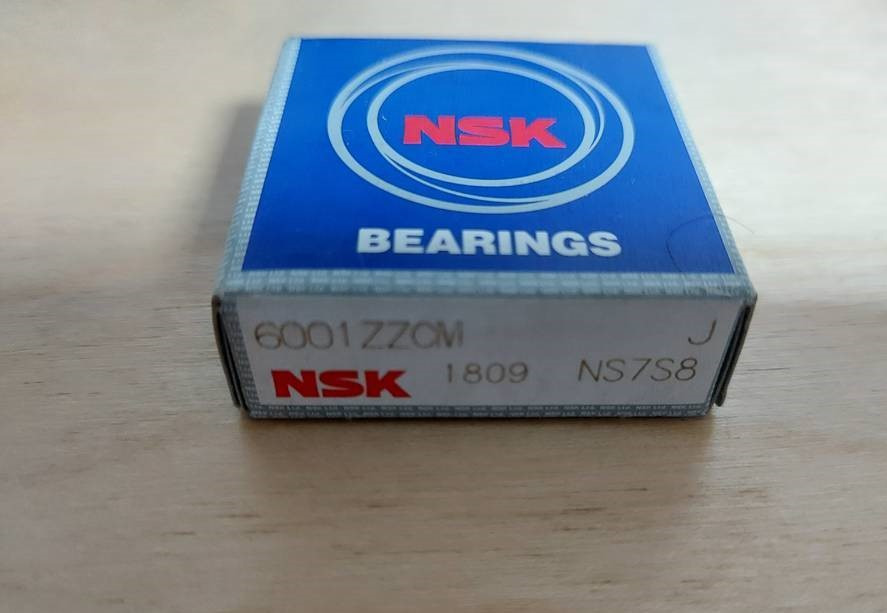 NSK
BEARINGS
6001ZZCM J
NSK 1809 NS7S8